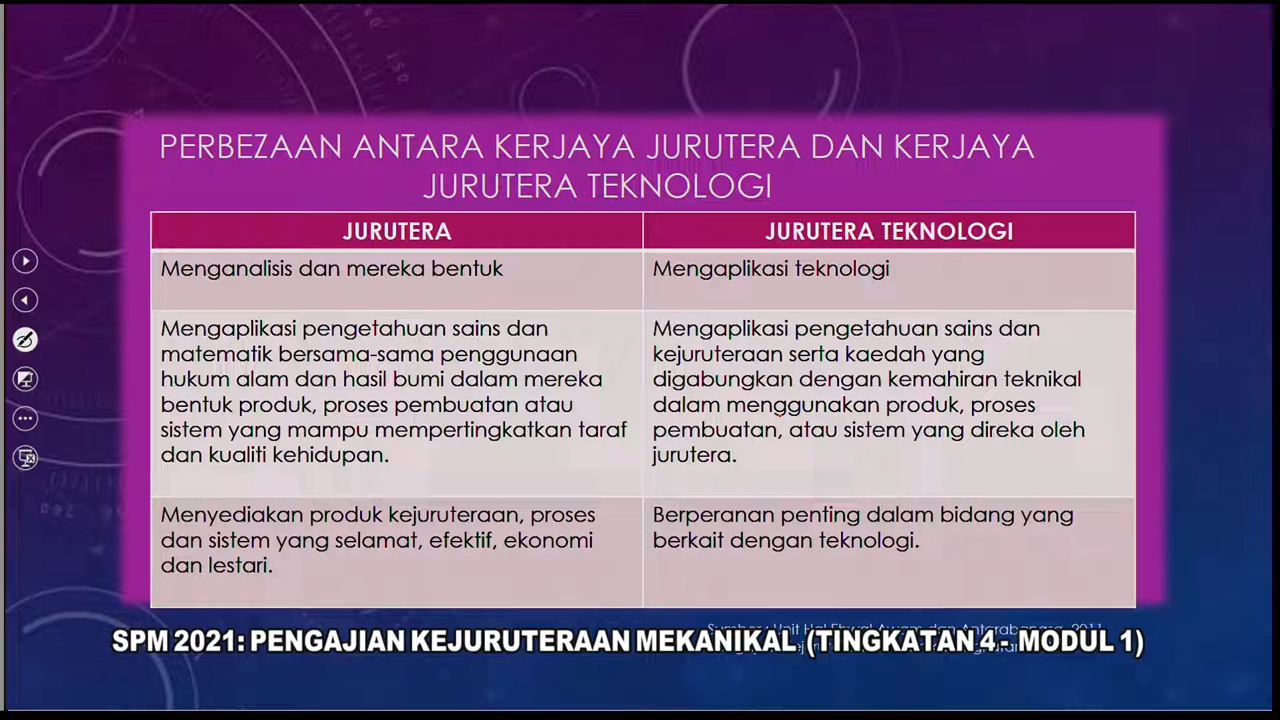 PERBEZAAN ANTARA KERJAYA JURUTERA DAN KERJAYA
JURUTERA TEKNOLOGI
JURUTERA
JURUTERA TEKNOLOGI
Menganalisis dan mereka bentuk
Mengaplikasi teknologi
Mengaplikasi pengetahuan sains dan
matematik bersama-sama penggunaan
hukum alam dan hasil bumi dalam mereka
bentuk produk, proses pembuatan atau
sistem yang mampu mempertingkatkan taraf
dan kualiti kehidupan.
Mengaplikasi pengetahuan sains dan
kejuruteraan serta kaedah yang
digabungkan dengan kemahiran teknikal
dalam menggunakan produk, proses
pembuatan, atau sistem yang direka oleh
jurutera.
Menyediakan produk kejuruteraan, proses
dan sistem yang selamat, efektif, ekonomi
dan lestari.
Berperanan penting dalam bidang yang
berkait dengan teknologi.
SPM 2021: PENGAJIAN KEJURUTERAAN MEKANIKAL (TINGKATAN 4 - MODUL 1)